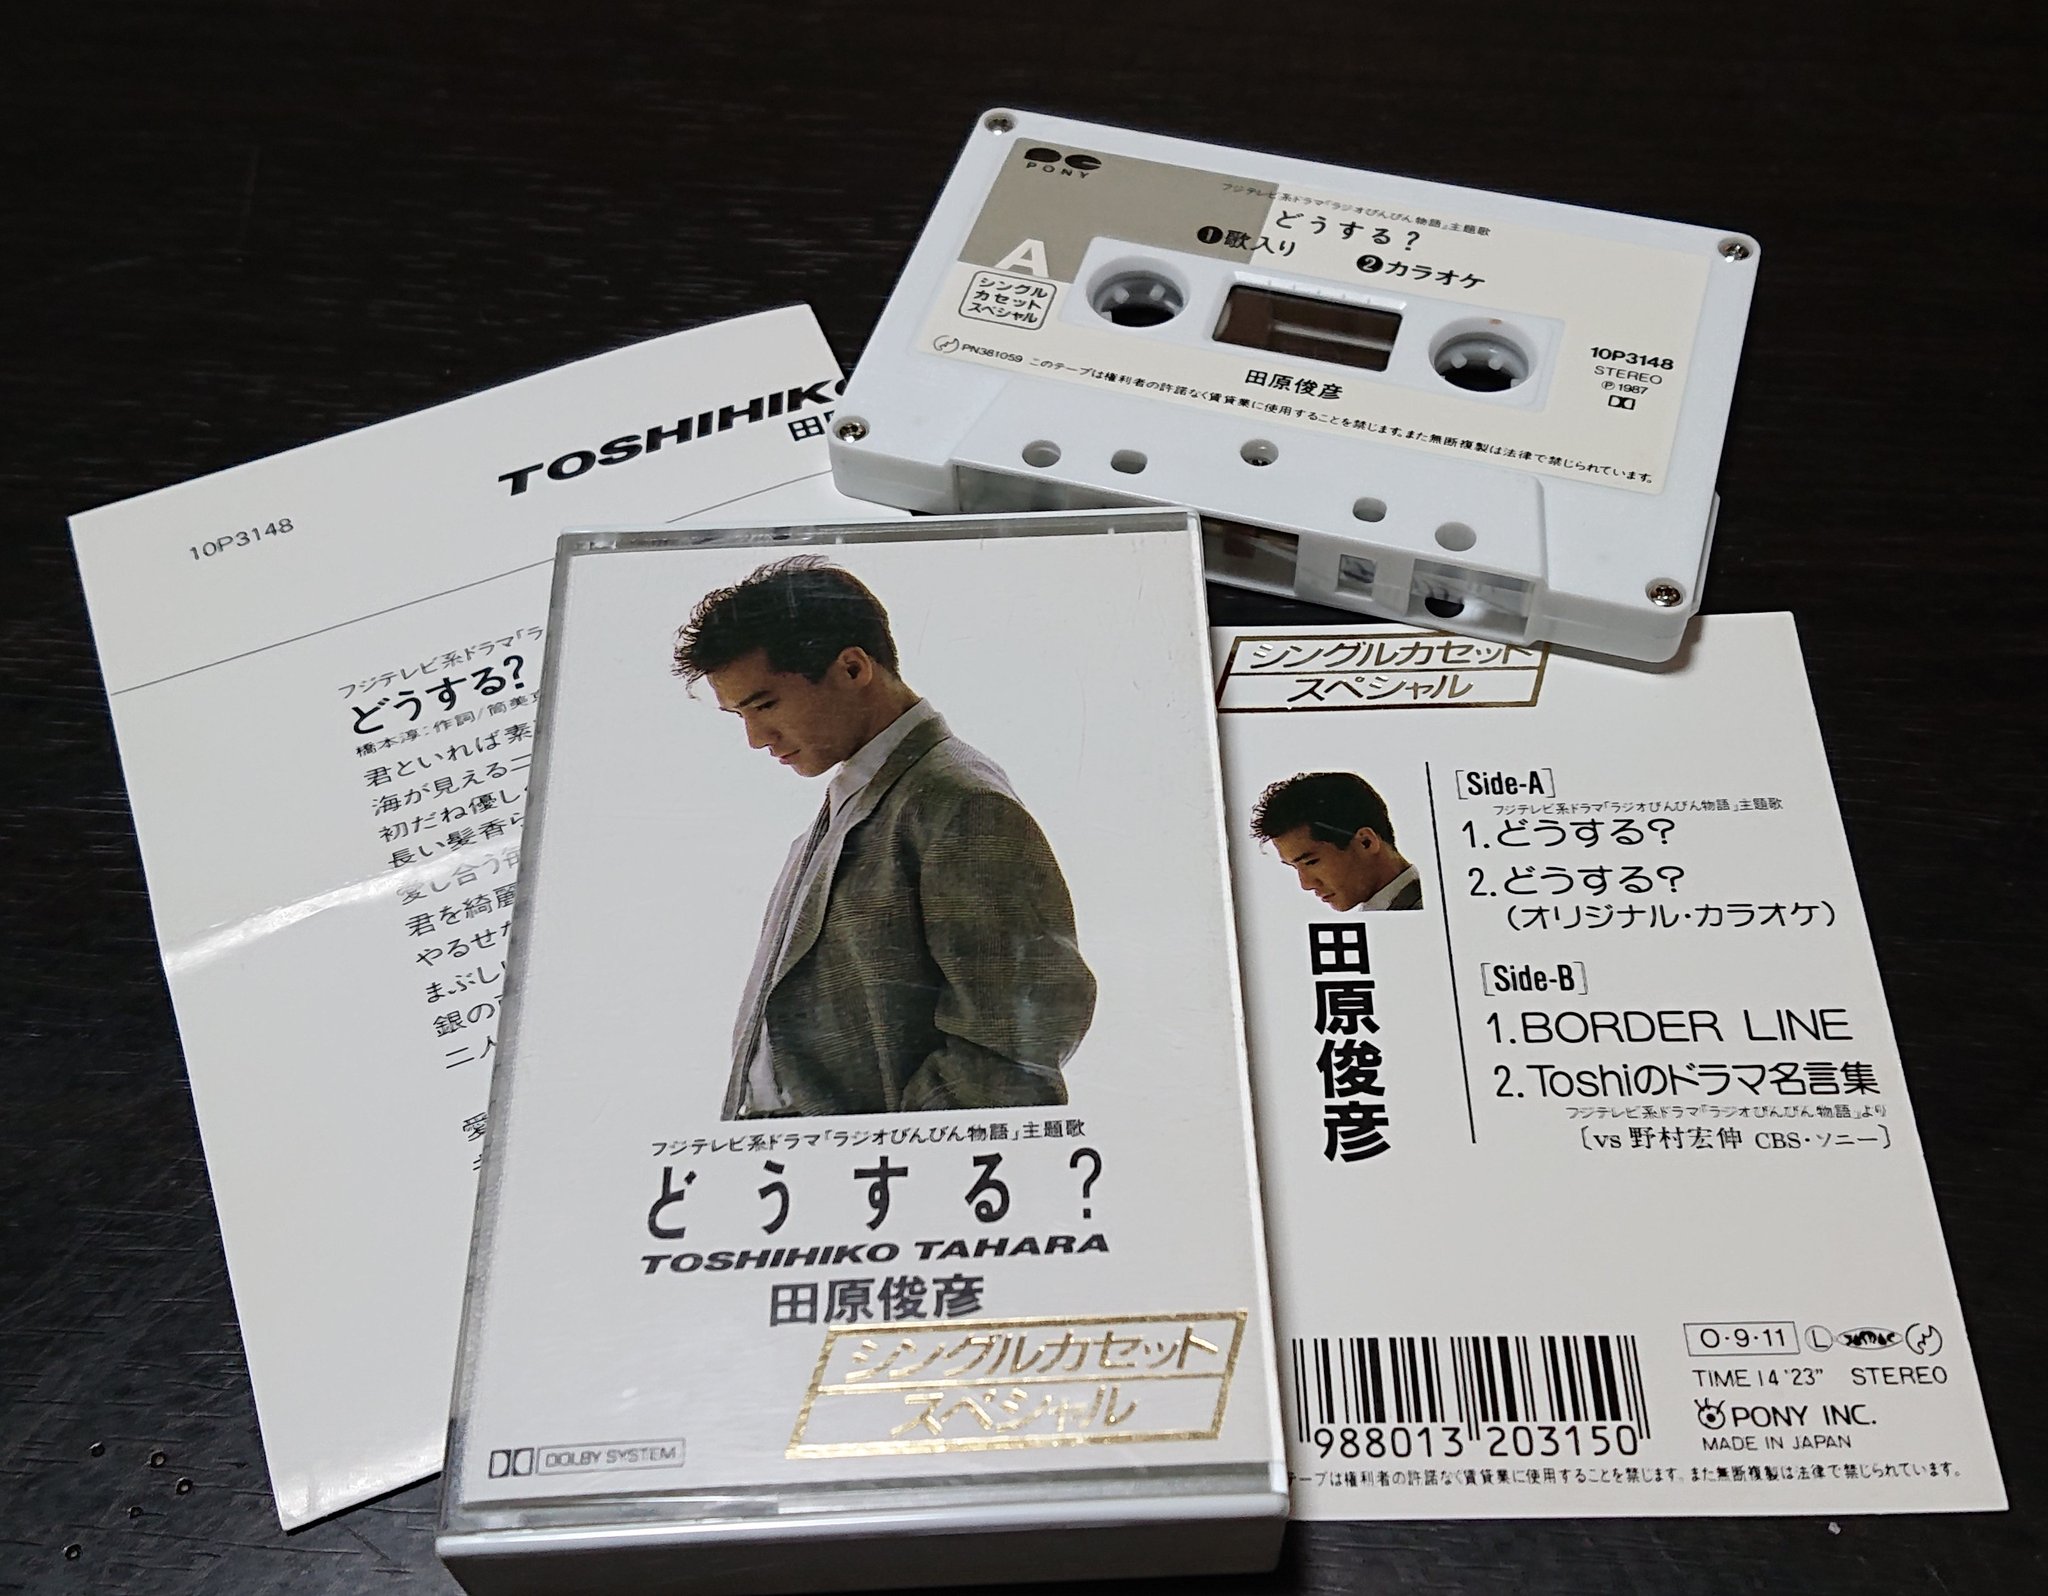 PONY
フジテレビ系ドラマ「ラジオびんびん物語」主題歌
どうする?
❶歌入り
❷カラオケ
A
シングル
カセット
スペシャル
10P3148
STEREO
Ⓟ1987
PN381059 このテープは権利者の許諾なく賃貸業に使用することを禁じます。また無断複製は法律で禁じられています。
田原俊彦
TOSHIHIK
田
10P3148
フジテレビ系ドラマ「ラ
どうする?
橋本淳:作詞/筒美京
君といれば素
海が見える二
初だね優し
長い髪香ら
愛し合う毎
君を綺麗
やるせな
まぶし
銀の
二人
愛
フジテレビ系ドラマ「ラジオびんびん物語」主題歌
どうする?
TOSHIHIKO TAHARA
田原俊彦
シングルカセット
スペシャル
DOLBY SYSTEM
シングルカセット
スペシャル
田原俊彦
[Side-A]
フジテレビ系ドラマ「ラジオびんびん物語」主題歌
1.どうする?
2.どうする?
(オリジナル・カラオケ)
[Side-B]
1.BORDER LINE
2.Toshiのドラマ名言集
フジテレビ系ドラマ「ラジオびんびん物語」より
〔vs 野村宏伸 CBS・ソニー〕
O・9・11 Ⓛ
TIME 14'23" STEREO
PONY INC.
MADE IN JAPAN
988013 203150
テープは権利者の許諾なく賃貸業に使用することを禁じます。また無断複製は法律で禁じられています。